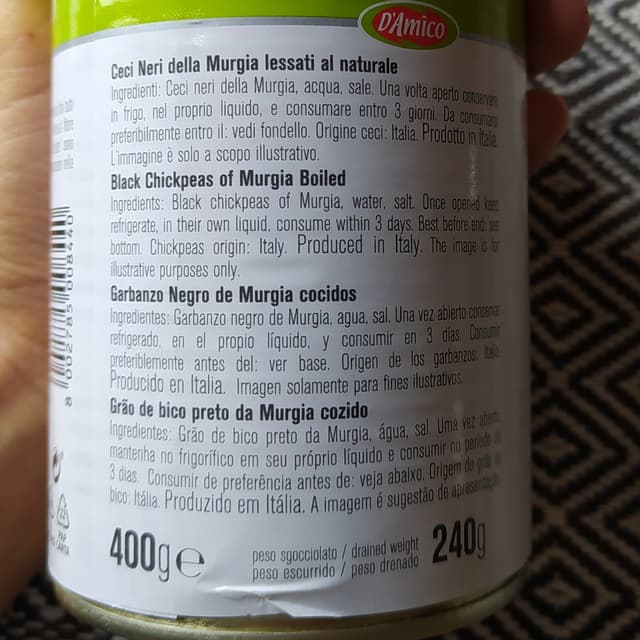 D'Amico
Ceci Neri della Murgia lessati al naturale
Ingredienti: Ceci neri della Murgia, acqua, sale. Una volta aperto conservare
in frigo, nel proprio liquido, e consumare entro 3 giorni. Da consumarsi
preferibilmente entro il: vedi fondello. Origine ceci: Italia. Prodotto in Italia.
L'immagine è solo a scopo illustrativo.
Black Chickpeas of Murgia Boiled
Ingredients: Black chickpeas of Murgia, water, salt. Once opened keep
refrigerate, in their own liquid, consume within 3 days. Best before end: see
bottom. Chickpeas origin: Italy. Produced in Italy. The image is for
illustrative purposes only.
Garbanzo Negro de Murgia cocidos
Ingredientes: Garbanzo negro de Murgia, agua, sal. Una vez abierto conservar
refrigerado, en el propio líquido, y consumir en 3 días. Consumir
preferiblemente antes del: ver base. Origen de los garbanzos: Italia.
Producido en Italia. Imagen solamente para fines ilustrativos.
Grão de bico preto da Murgia cozido
Ingredientes: Grão de bico preto da Murgia, água, sal. Uma vez aberto
mantenha no frigorífico em seu próprio líquido e consumir no período de
3 dias. Consumir de preferência antes de: veja abaixo. Origem do grão de
bico: Itália. Produzido em Itália. A imagem é sugestão de apresentação.
400g e
peso sgocciolato / drained weight
peso escurrido / peso drenado
240g
8 002785 008440
PAP
CARTA